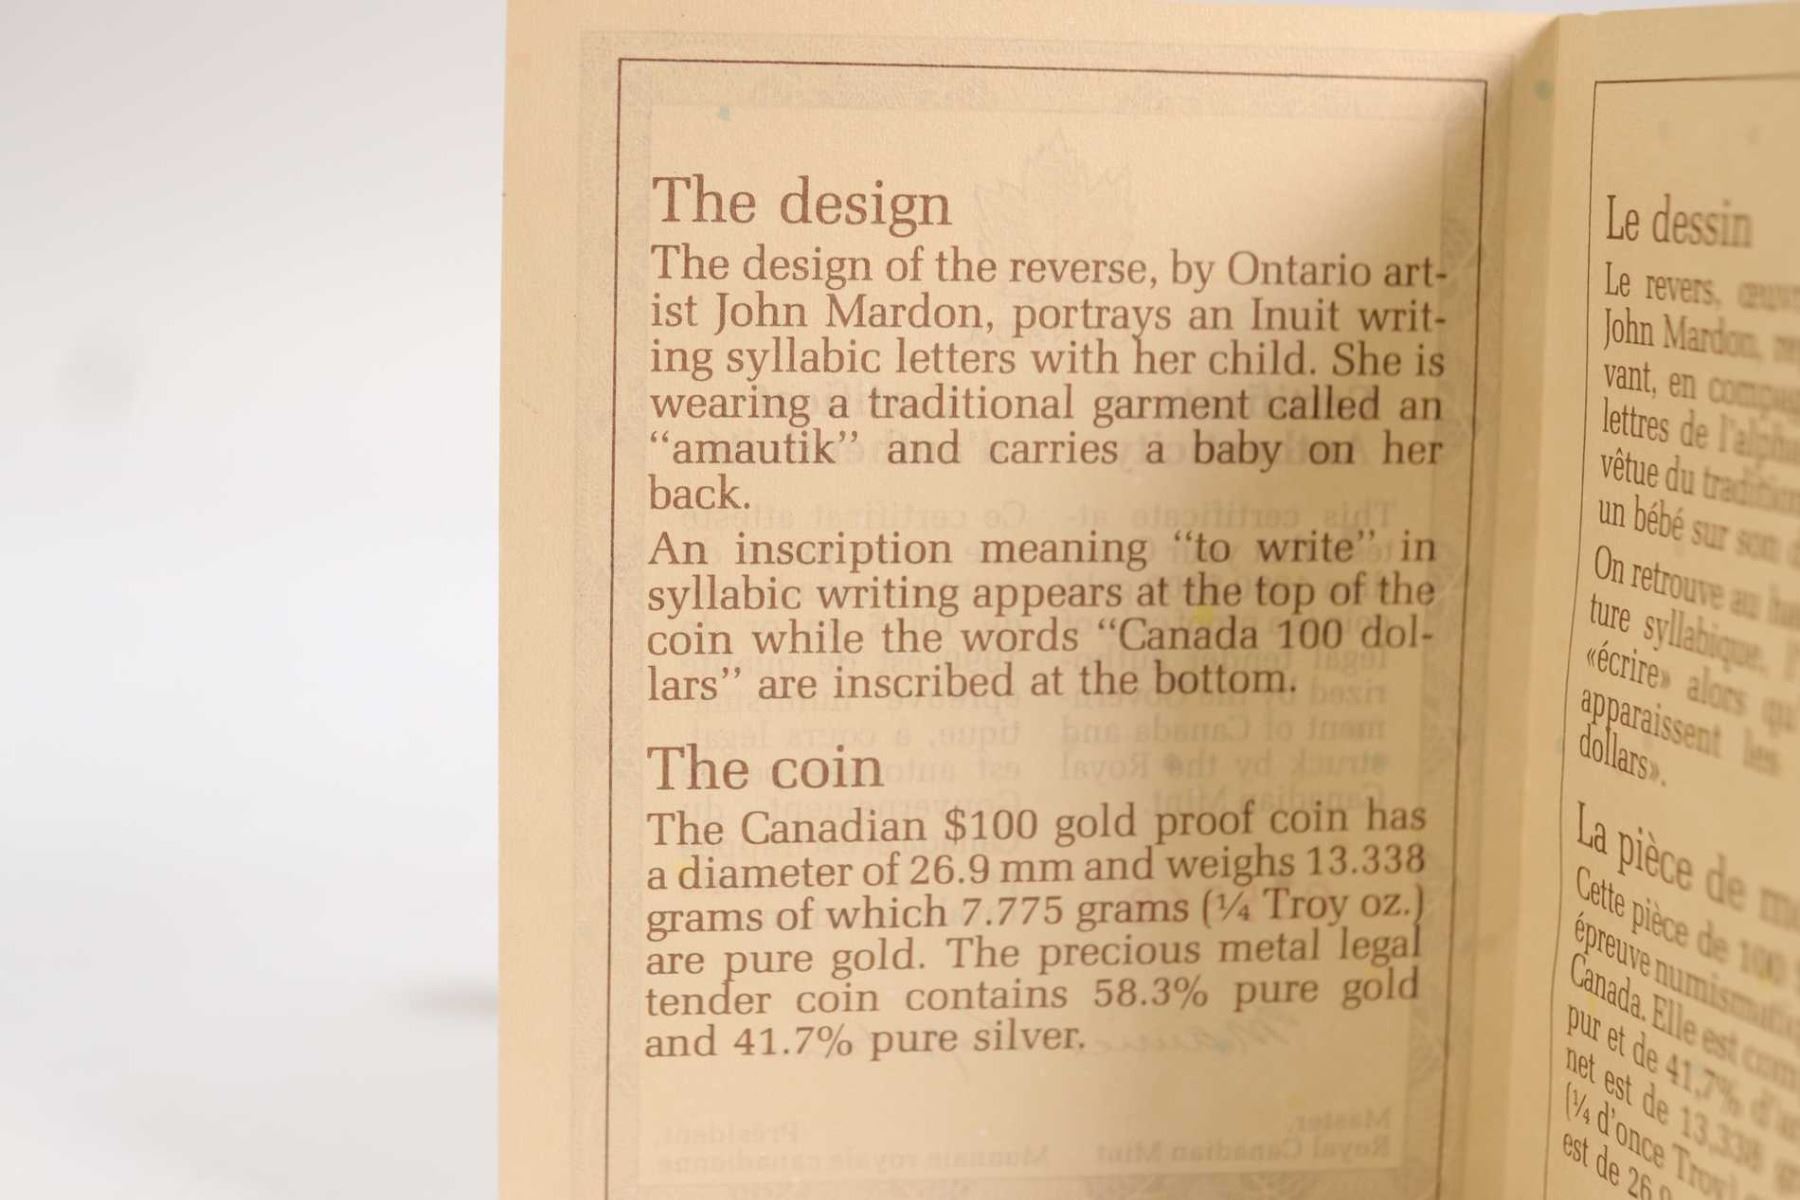 The design
The design of the reverse, by Ontario art-
ist John Mardon, portrays an Inuit writ-
ing syllabic letters with her child. She is
wearing a traditional garment called an
“amautik” and carries a baby on her
back.
An inscription meaning “to write” in
syllabic writing appears at the top of the
coin while the words “Canada 100 dol-
lars” are inscribed at the bottom.
The coin
The Canadian $100 gold proof coin has
a diameter of 26.9 mm and weighs 13.338
grams of which 7.775 grams (¼ Troy oz.)
are pure gold. The precious metal legal
tender coin contains 58.3% pure gold
and 41.7% pure silver.
Le dessin
Le revers,
John Mardon,
vant, en
lettres de
vêtue du
un bébé sur son
On retrouve au
ture syllabique,
«écrire» alors
apparaissent les
dollars».
La pièce de
Cette pièce de 100
épreuve
Canada. Elle est
pur et de 41,7%
net est de 13,338
(¼ d'once Troy)
est de 26,9